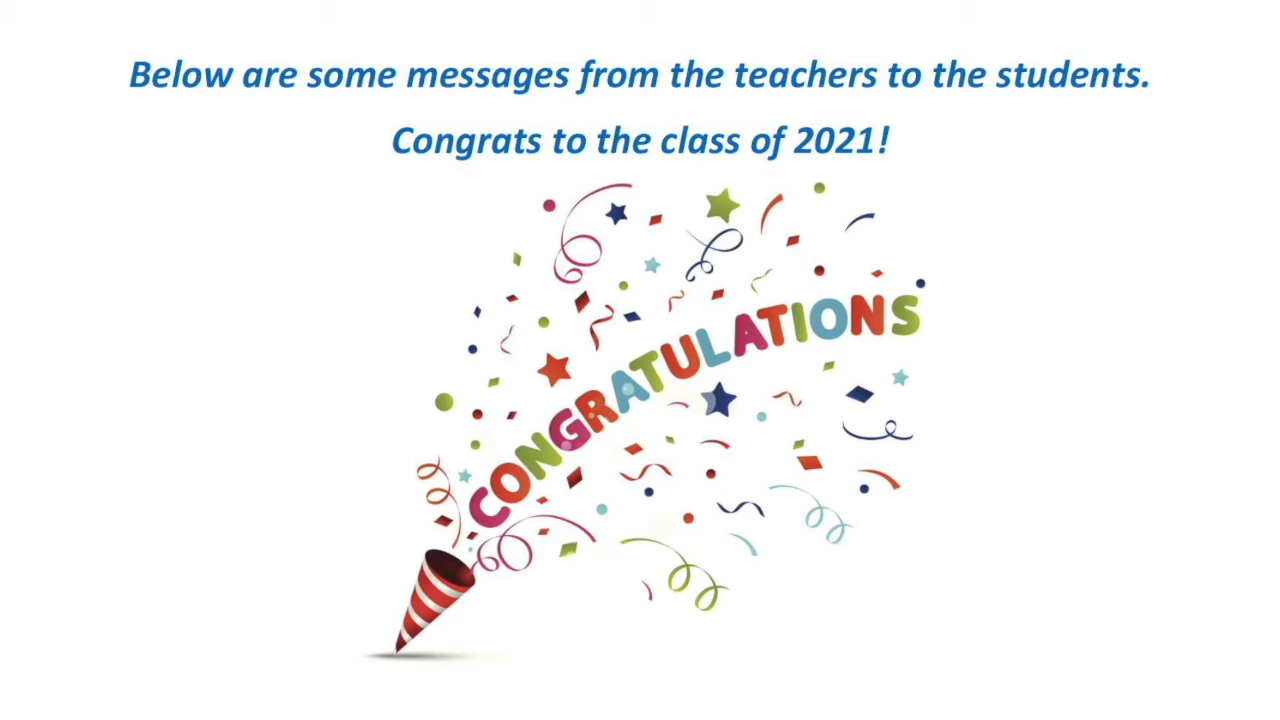 Below are some messages from the teachers to the students.
Congrats to the class of 2021!
CONGRATULATIONS